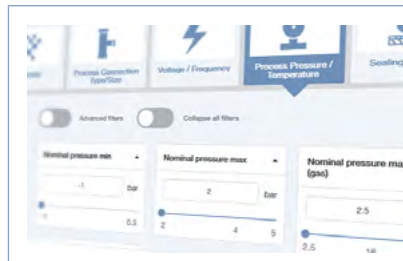 Process Connection
Type/Size
Voltage / Frequency
Process Pressure /
Temperature
Sealing
Advanced filters
Collapse all filters
Nominal pressure min
-1
bar
0.5
Nominal pressure max
2
bar
2
4
5
Nominal pressure ma
(gas)
2.5
2.5
16